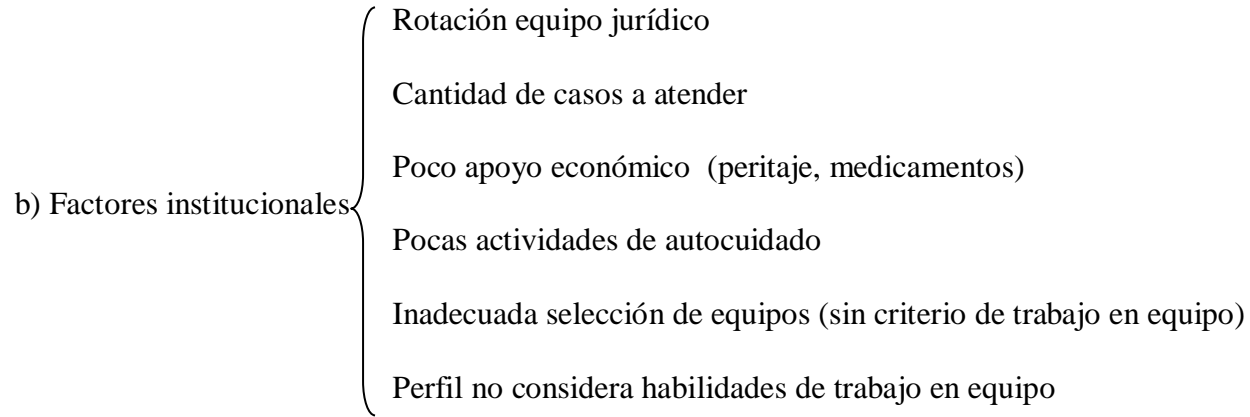 Rotación equipo jurídico
Cantidad de casos a atender
Poco apoyo económico (peritaje, medicamentos)
b) Factores institucionales
Pocas actividades de autocuidado
Inadecuada selección de equipos (sin criterio de trabajo en equipo)
Perfil no considera habilidades de trabajo en equipo